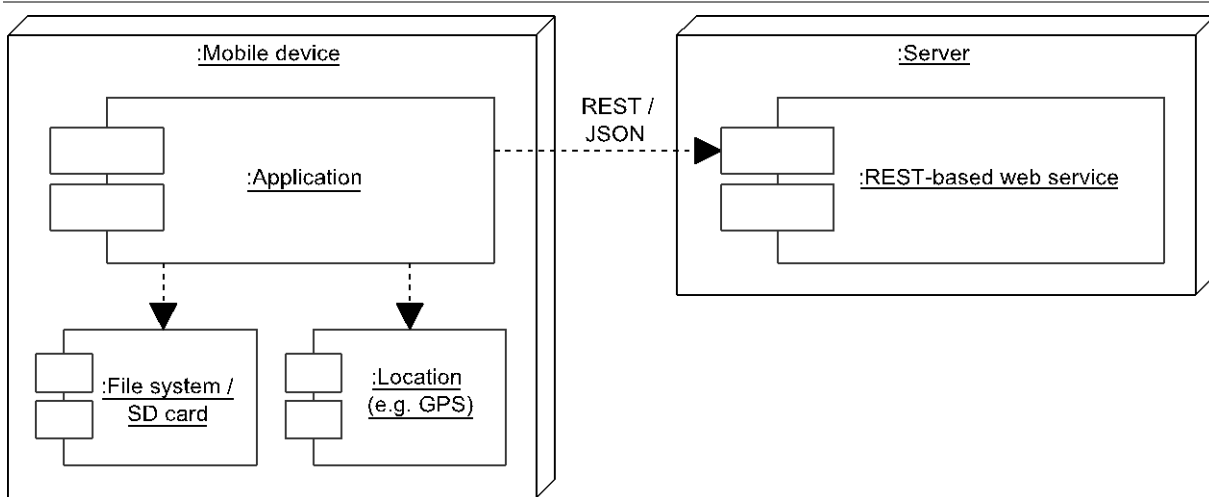 :Mobile device
:Application
:File system /
SD card
:Location
(e.g. GPS)
REST /
JSON
:Server
:REST-based web service